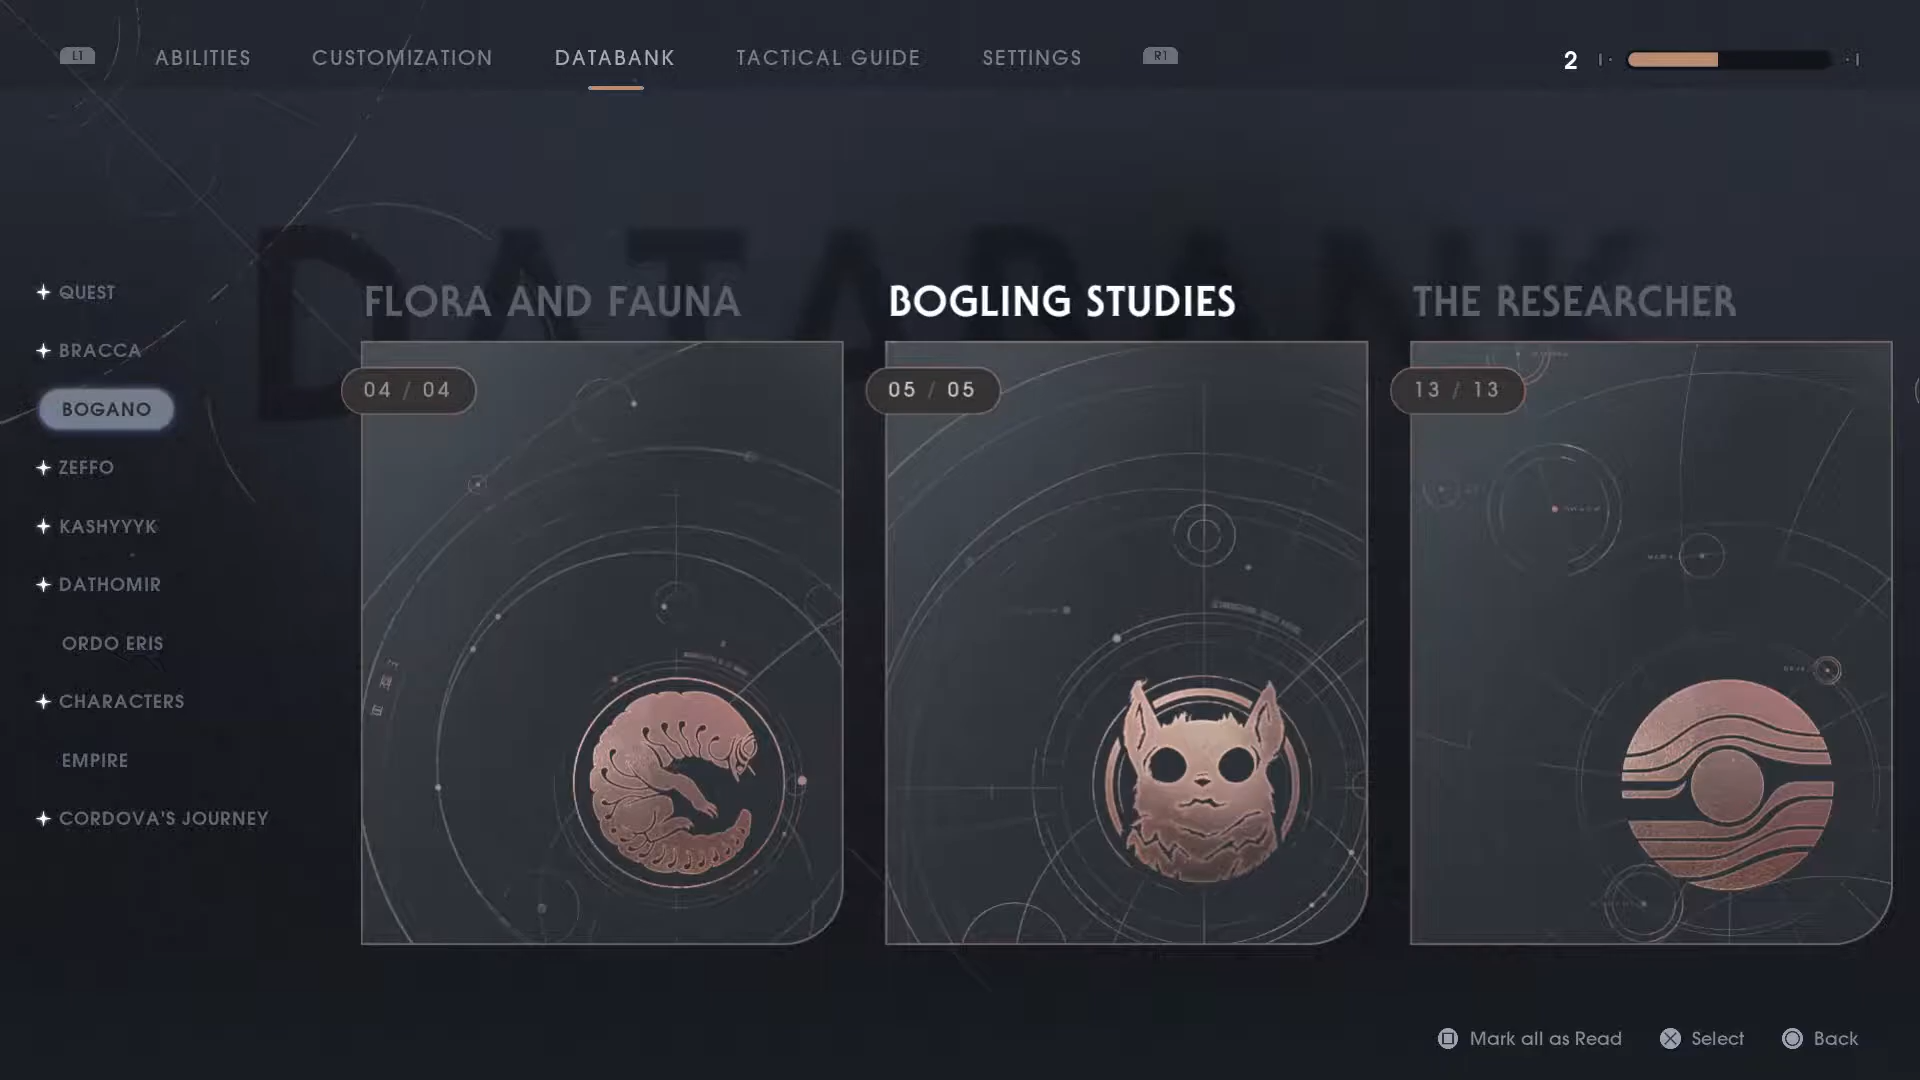 L1 ABILITIES CUSTOMIZATION DATABANK TACTICAL GUIDE SETTINGS R1 2
DATABANK
QUEST
BRACCA
BOGANO
ZEFFO
KASHYYYK
DATHOMIR
ORDO ERIS
CHARACTERS
EMPIRE
CORDOVA'S JOURNEY
FLORA AND FAUNA
04 / 04
BOGLING STUDIES
05 / 05
THE RESEARCHER
13 / 13
Mark all as Read Select Back